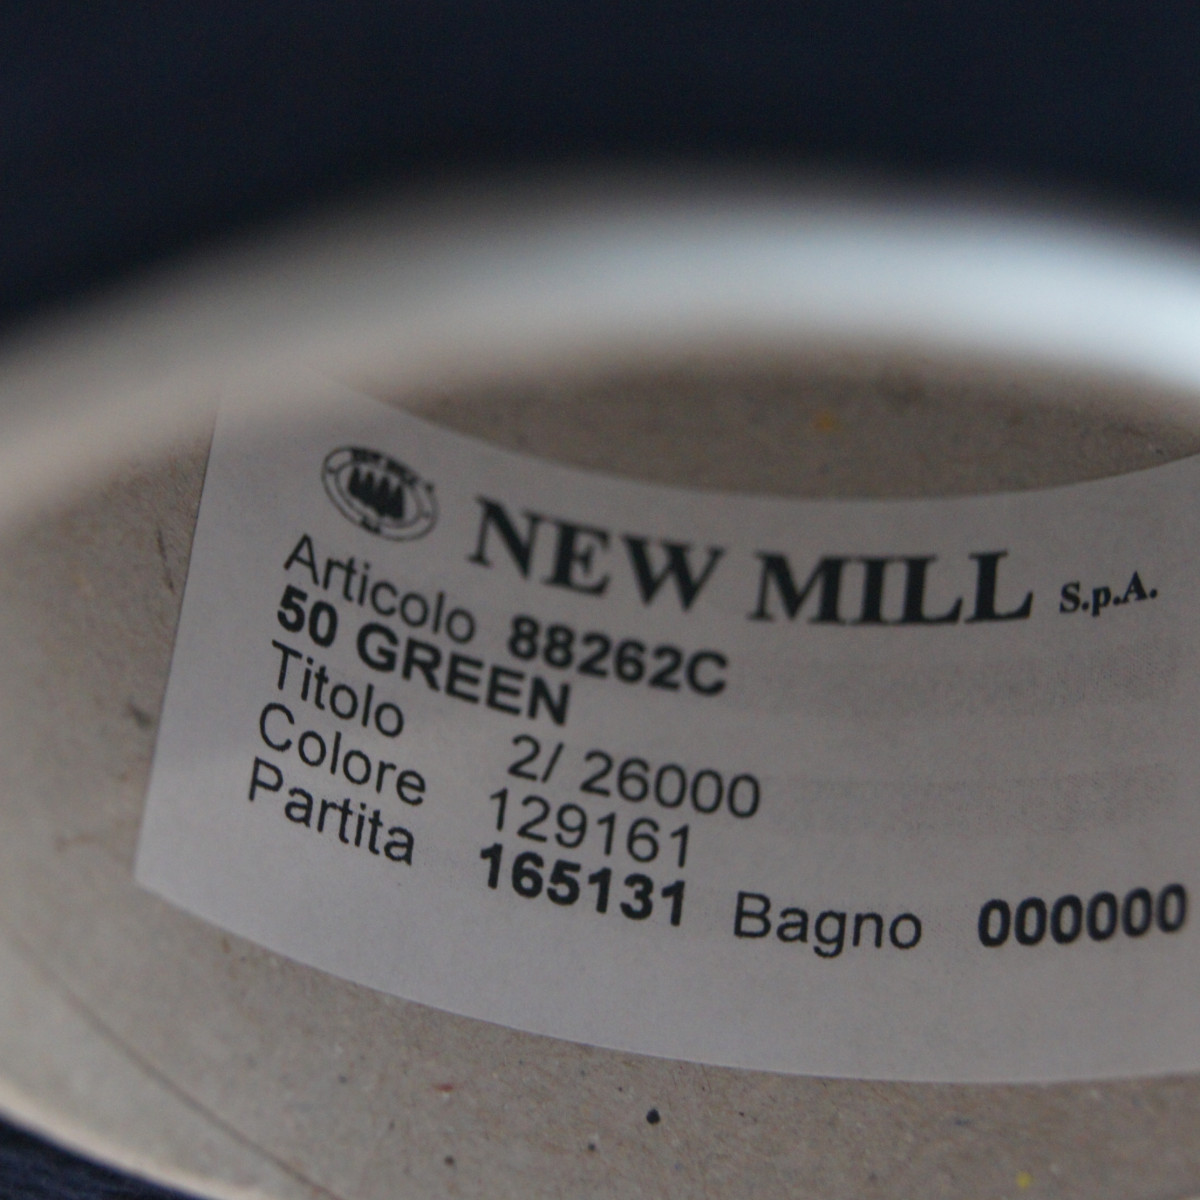 NEW MILL S.p.A.
Articolo 88262C
50 GREEN
Titolo 2/ 26000
Colore 129161
Partita 165131 Bagno 000000